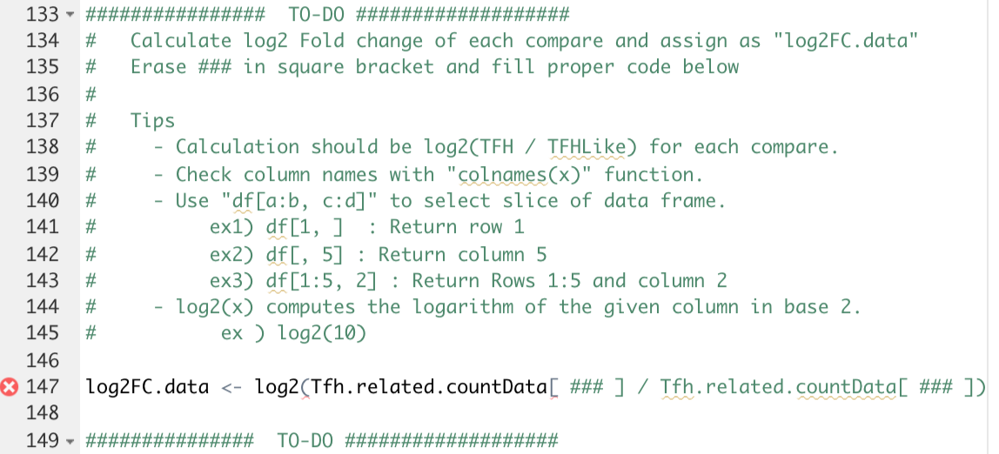 133 ################  TO-DO ###################
134 #   Calculate log2 Fold change of each compare and assign as "log2FC.data"
135 #   Erase ### in square bracket and fill proper code below
136 #
137 #   Tips
138 #     - Calculation should be log2(TFH / TFHLike) for each compare.
139 #     - Check column names with "colnames(x)" function.
140 #     - Use "df[a:b, c:d]" to select slice of data frame.
141 #          ex1) df[1, ]  : Return row 1
142 #          ex2) df[, 5] : Return column 5
143 #          ex3) df[1:5, 2] : Return Rows 1:5 and column 2
144 #     - log2(x) computes the logarithm of the given column in base 2.
145 #           ex ) log2(10)
146
147 log2FC.data <- log2(Tfh.related.countData[ ### ] / Tfh.related.countData[ ### ])
148
149 ###############  TO-DO ###################